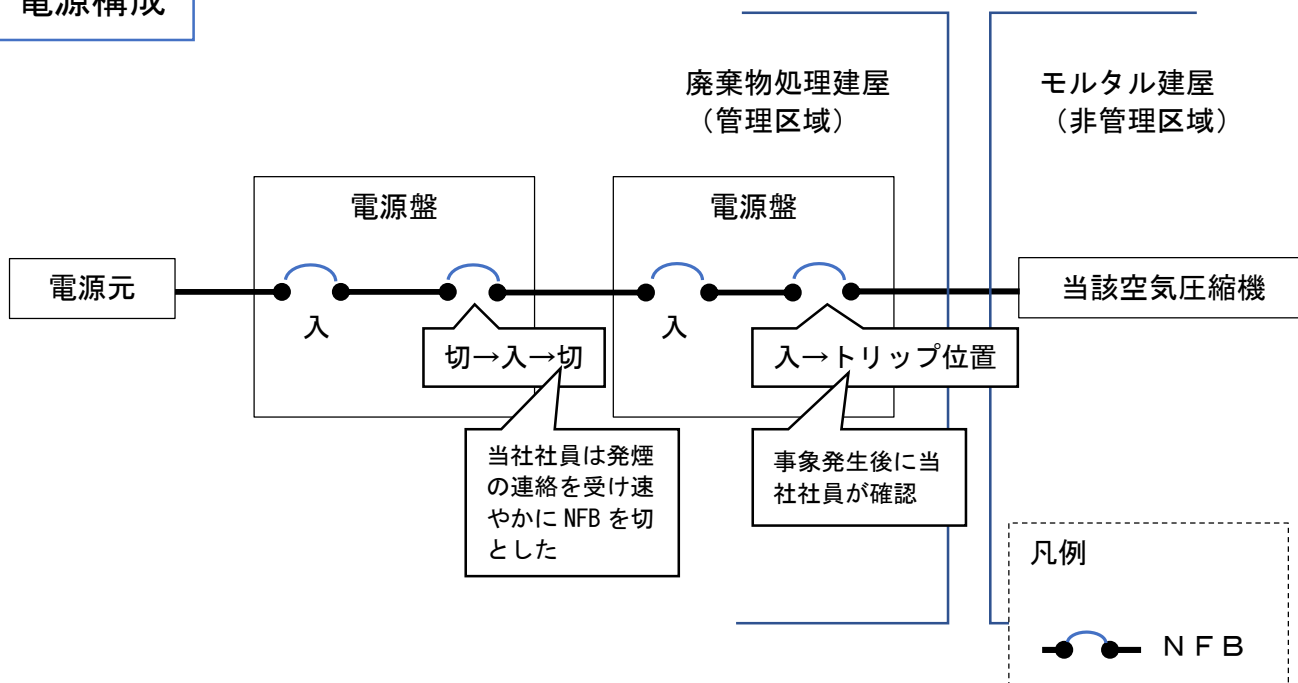 電源構成
廃棄物処理建屋
（管理区域）
モルタル建屋
（非管理区域）
電源盤
電源盤
電源元
当該空気圧縮機
入
入
切→入→切
入→トリップ位置
当社社員は発煙
の連絡を受け速
やかに NFB を切
とした
事象発生後に当
社社員が確認
凡例
ＮＦＢ